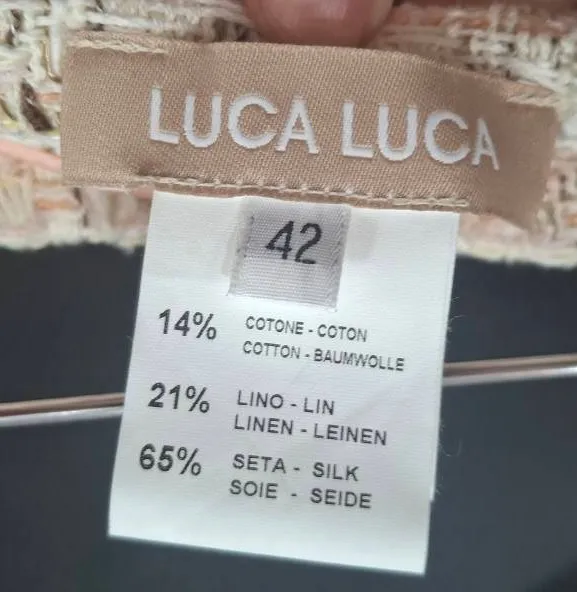 LUCA LUCA
42
14% COTONE - COTON
COTTON - BAUMWOLLE
21% LINO - LIN
LINEN - LEINEN
65% SETA - SILK
SOIE - SEIDE